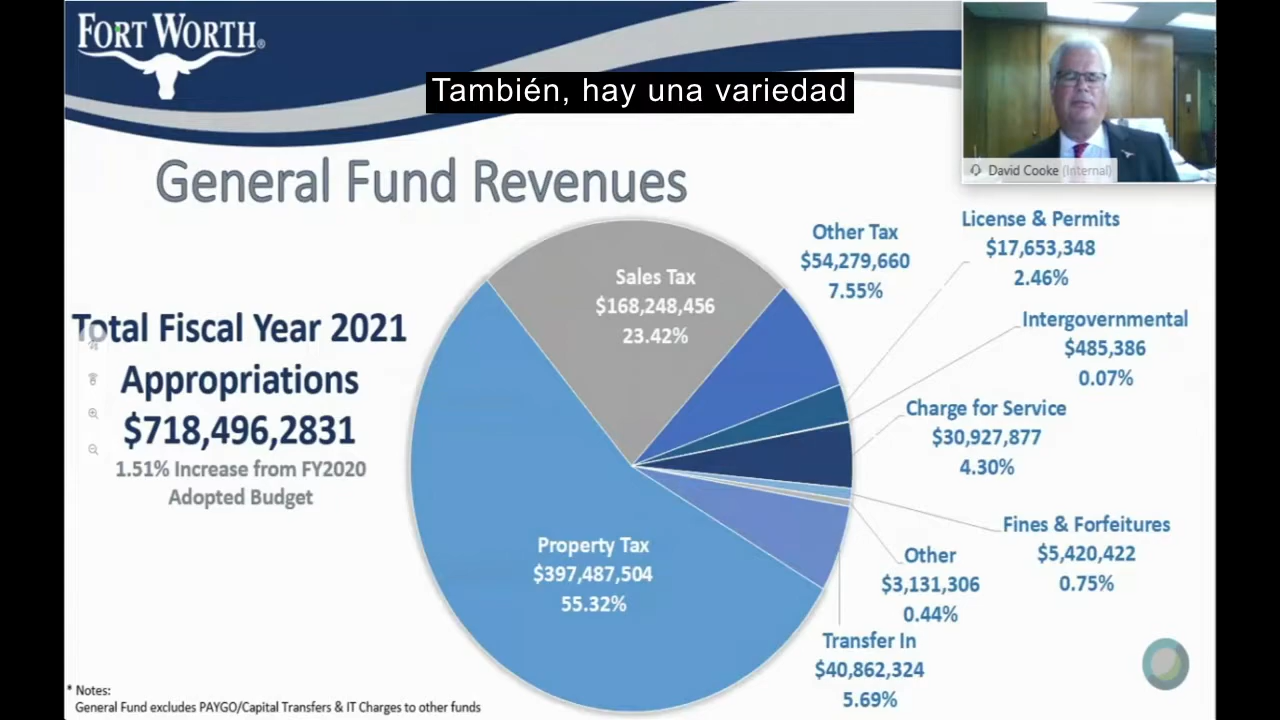 FORT WORTH®
También, hay una variedad
David Cooke (Internal)
General Fund Revenues
Total Fiscal Year 2021
Appropriations
$718,496,2831
1.51% Increase from FY2020
Adopted Budget
Sales Tax
$168,248,456
23.42%
Other Tax
$54,279,660
7.55%
License & Permits
$17,653,348
2.46%
Intergovernmental
$485,386
0.07%
Charge for Service
$30,927,877
4.30%
Fines & Forfeitures
$5,420,422
0.75%
Other
$3,131,306
0.44%
Transfer In
$40,862,324
5.69%
Property Tax
$397,487,504
55.32%
* Notes:
General Fund excludes PAYGO/Capital Transfers & IT Charges to other funds